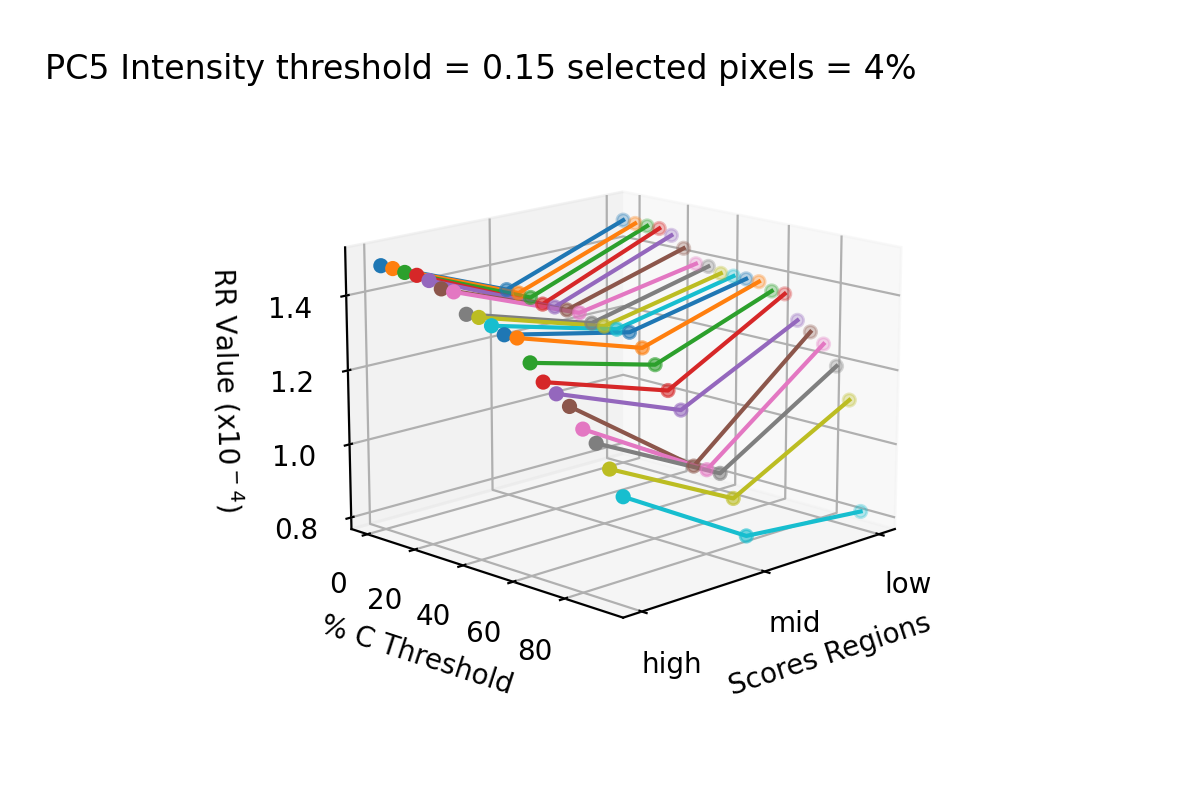 PC5 Intensity threshold = 0.15 selected pixels = 4%
RR Value (x10⁻⁴)
1.4
1.2
1.0
0.8
0
20
40
60
80
% C Threshold
high
mid
low
Scores Regions